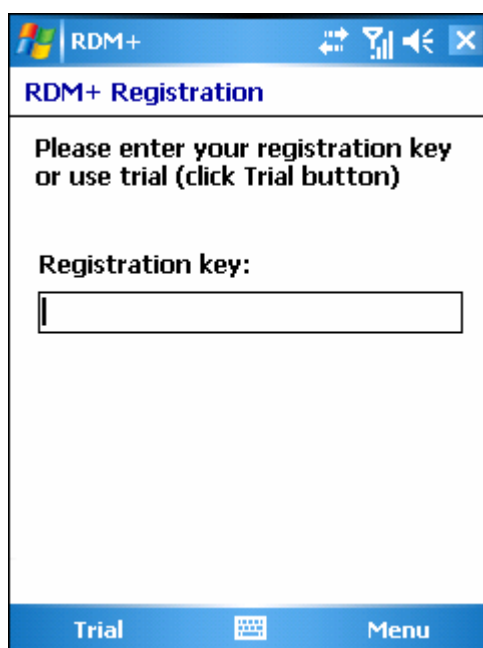 RDM+
RDM+ Registration
Please enter your registration key
or use trial (click Trial button)
Registration key:
Trial
Menu